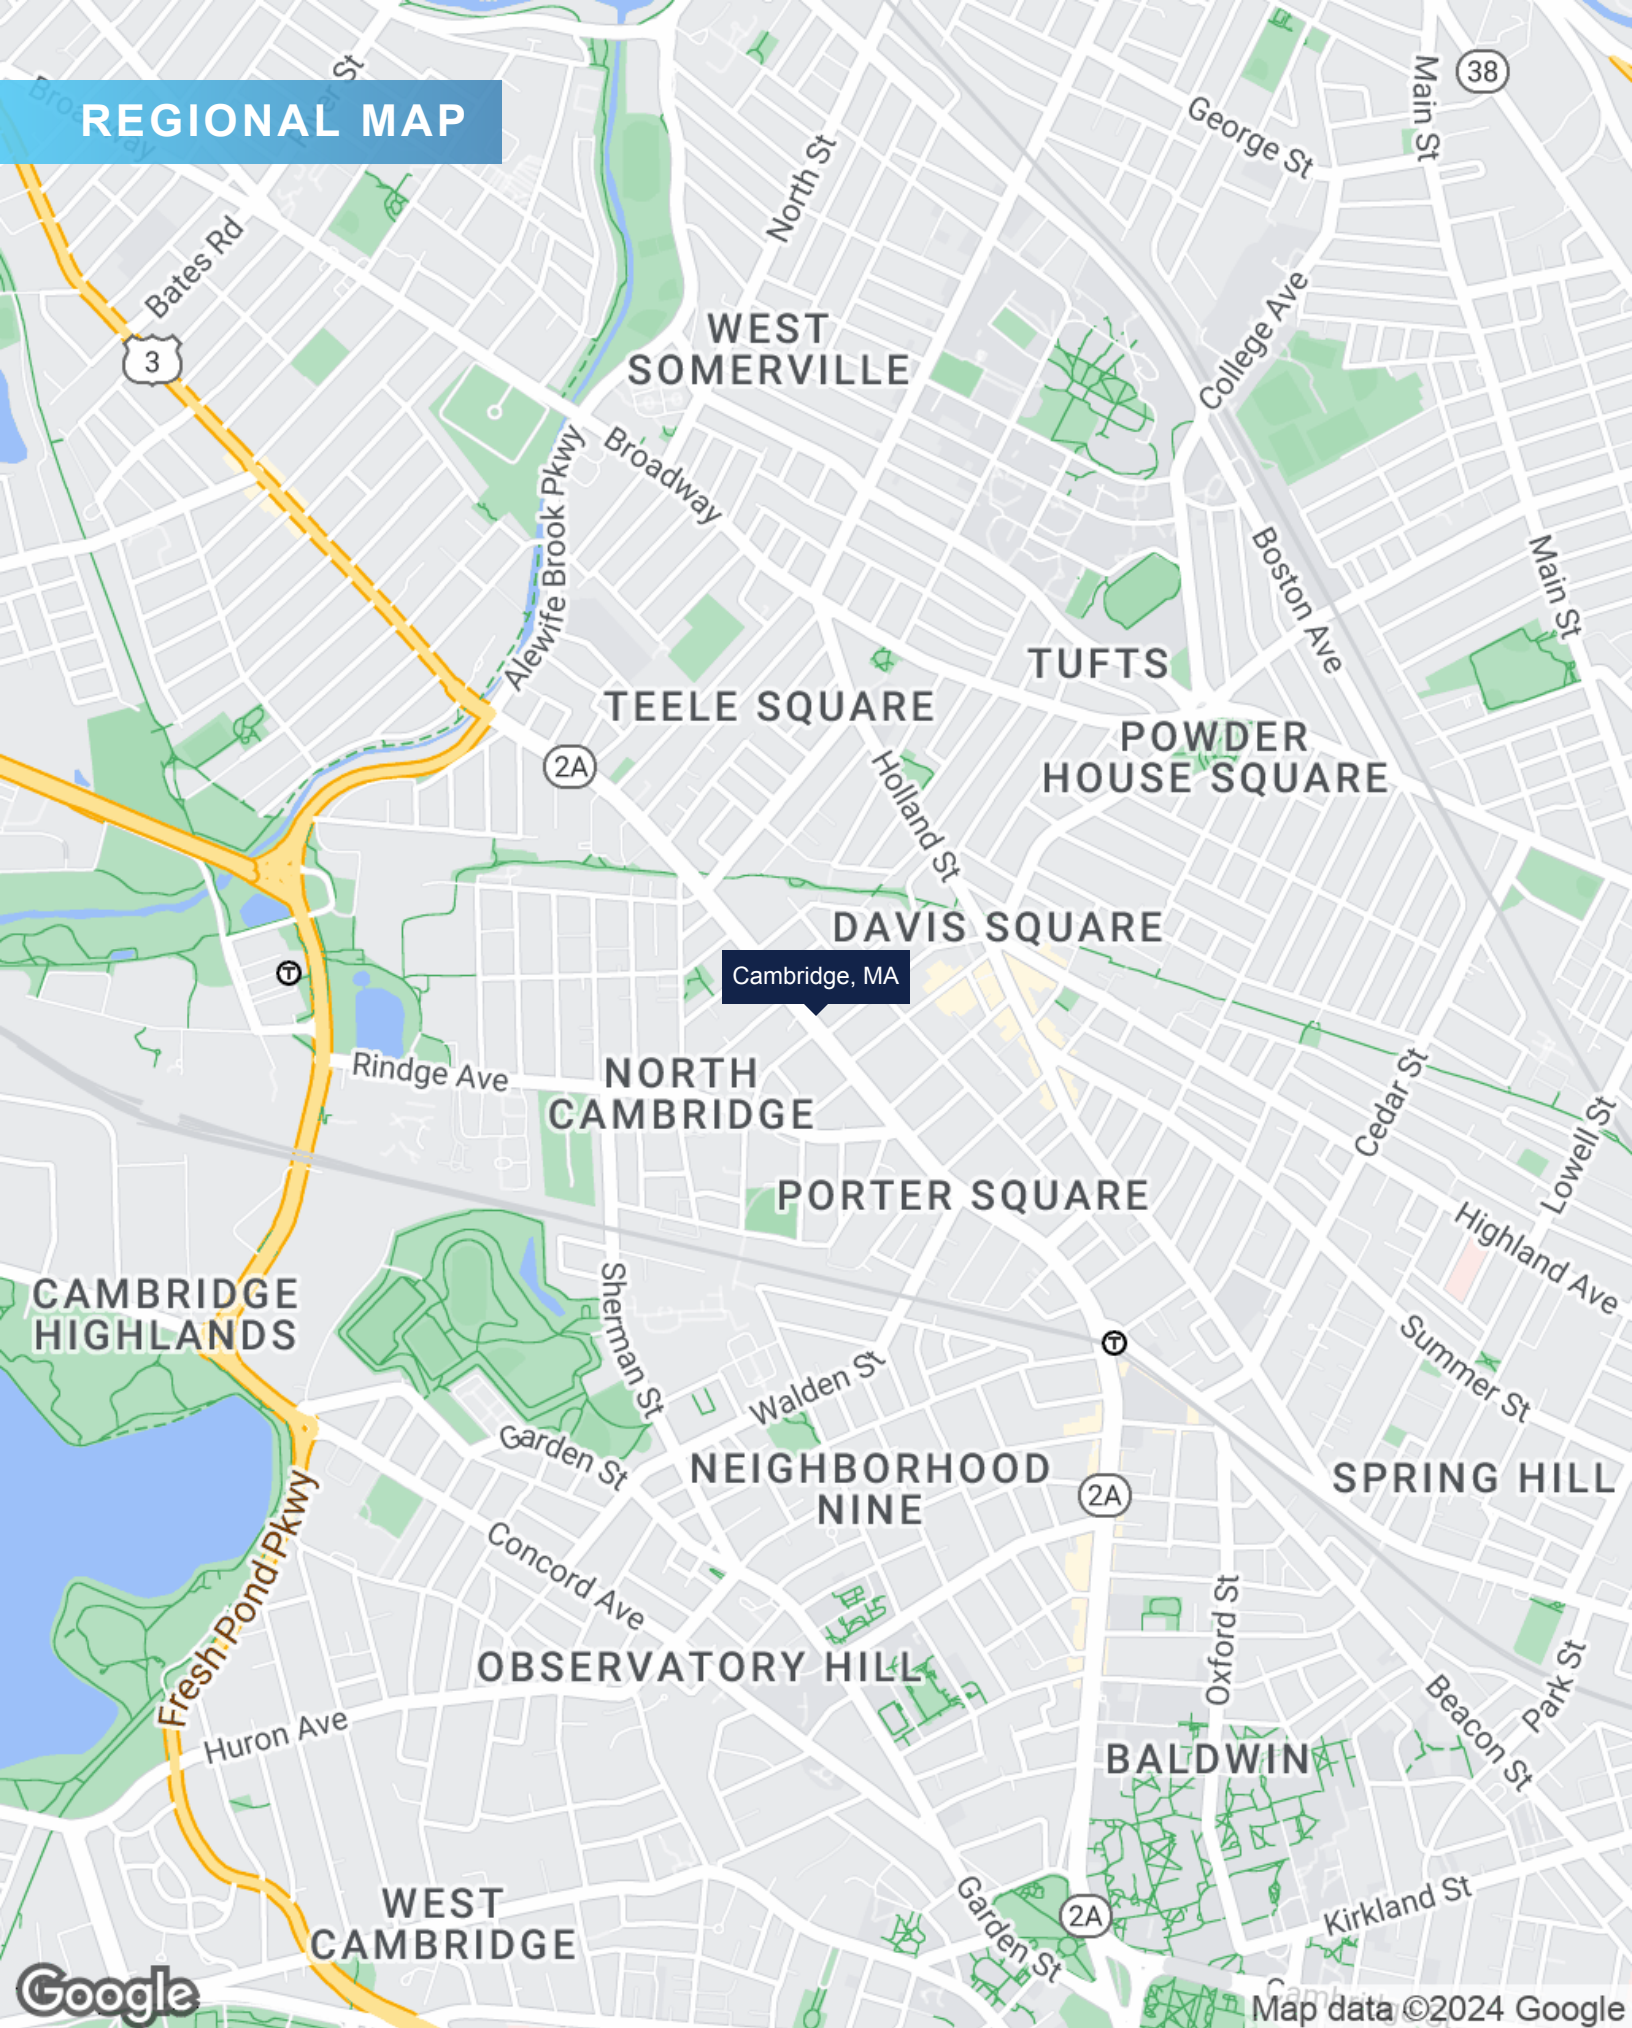 REGIONAL MAP
Broadway
St
38
Main St
George St
North St
Bates Rd
College Ave
3
WEST
SOMERVILLE
Broadway
Alewife Brook Pkwy
Boston Ave
Main St
TUFTS
TEELE SQUARE
POWDER
HOUSE SQUARE
2A
Holland St
DAVIS SQUARE
Cambridge, MA
T
Rindge Ave
NORTH
CAMBRIDGE
Cedar St
Lowell St
PORTER SQUARE
Highland Ave
CAMBRIDGE
HIGHLANDS
Sherman St
T
Summer St
Walden St
Garden St
NEIGHBORHOOD
NINE
2A
SPRING HILL
Fresh Pond Pkwy
Concord Ave
Oxford St
OBSERVATORY HILL
Park St
Beacon St
Huron Ave
BALDWIN
WEST
CAMBRIDGE
Garden St
2A
Kirkland St
Google
Map data ©2024 Google